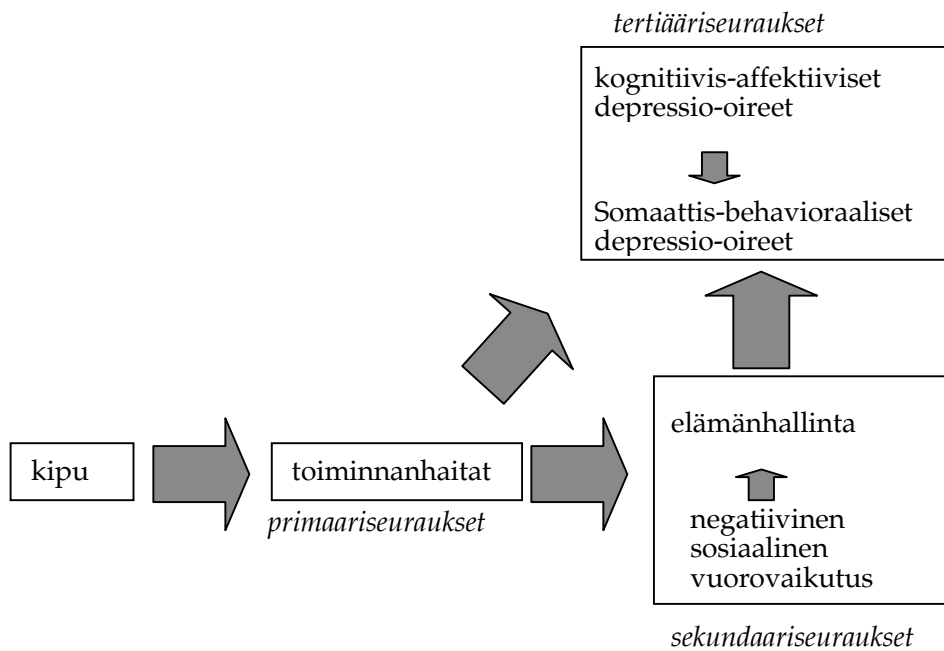 tertiääriseuraukset
kognitiivis-affektiiviset
depressio-oireet
Somaattis-behavioraaliset
depressio-oireet
kipu
toiminnanhaitat
primaariseuraukset
elämänhallinta
negatiivinen
sosiaalinen
vuorovaikutus
sekundaariseuraukset